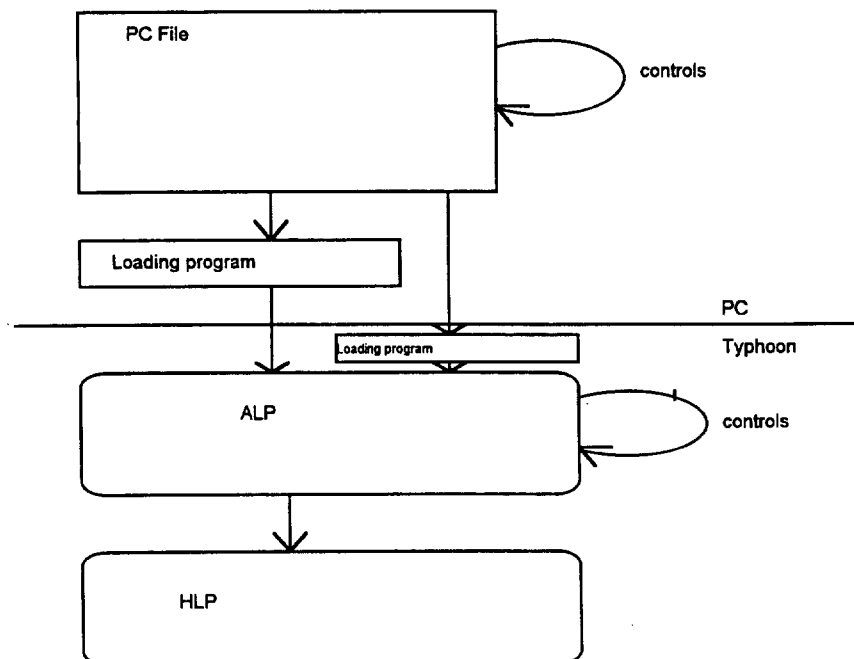 PC File
controls
Loading program
PC
Loading program
Typhoon
ALP
controls
HLP